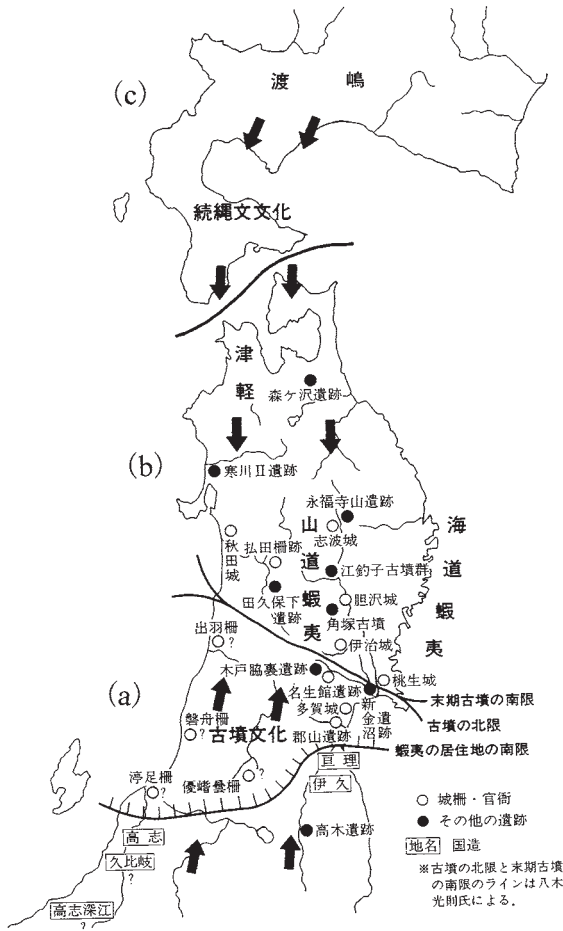 (c)
渡嶋
続縄文文化
津軽
森ケ沢遺跡
(b)
寒川Ⅱ遺跡
永福寺山遺跡
志波城
山道蝦夷
海道蝦夷
秋田城
払田柵跡
江釣子古墳群
田久保下遺跡
胆沢城
角塚古墳
出羽柵
?
伊治城
木戸脇裏遺跡
桃生城
(a)
名生館遺跡
末期古墳の南限
多賀城
新金沼遺跡
古墳の北限
磐舟柵
?
古墳文化
郡山遺跡
蝦夷の居住地の南限
亘理
渟足柵
?
優嗜曇柵
?
伊久
高志
高木遺跡
久比岐
?
高志深江
?
○ 城柵・官衙
● その他の遺跡
地名 国造
※古墳の北限と末期古墳
の南限のラインは八木
光則氏による。